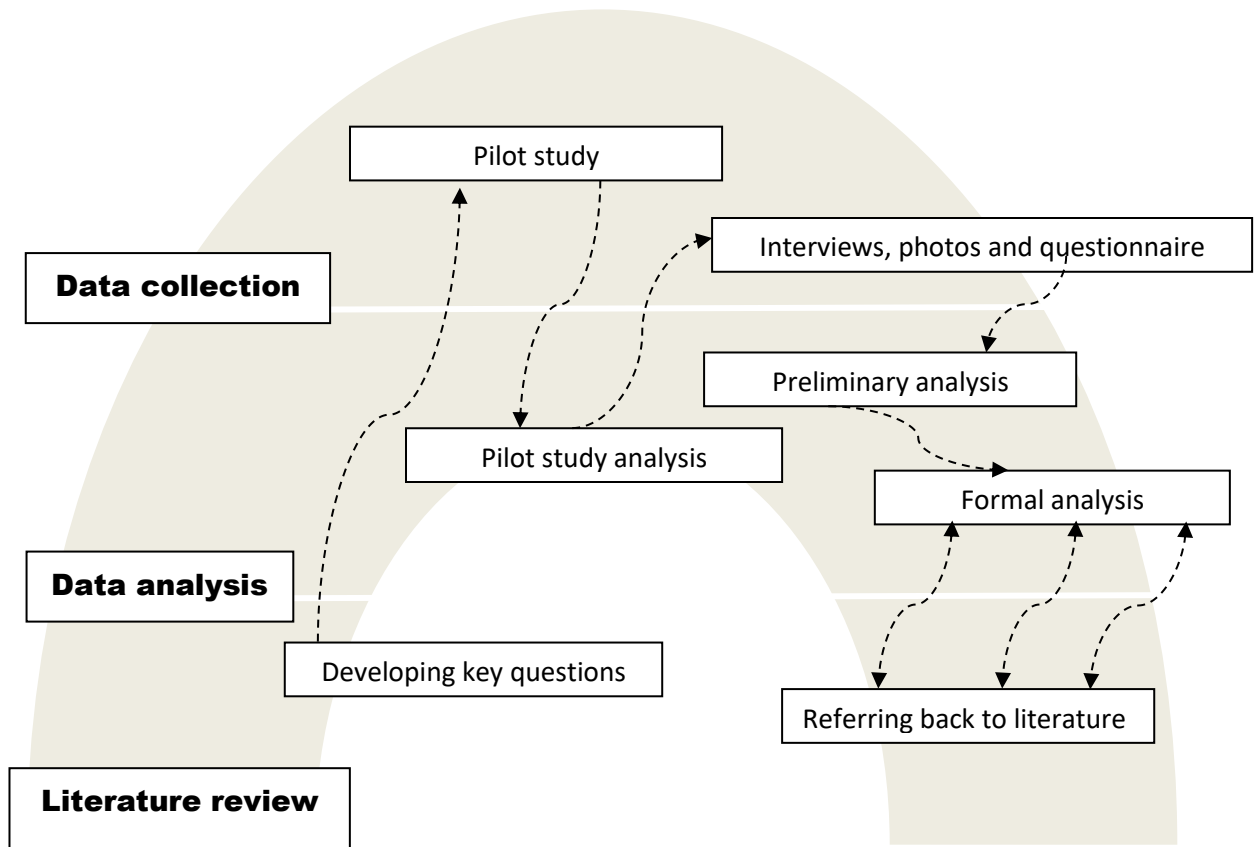 Pilot study
Interviews, photos and questionnaire
Data collection
Preliminary analysis
Pilot study analysis
Formal analysis
Data analysis
Developing key questions
Referring back to literature
Literature review